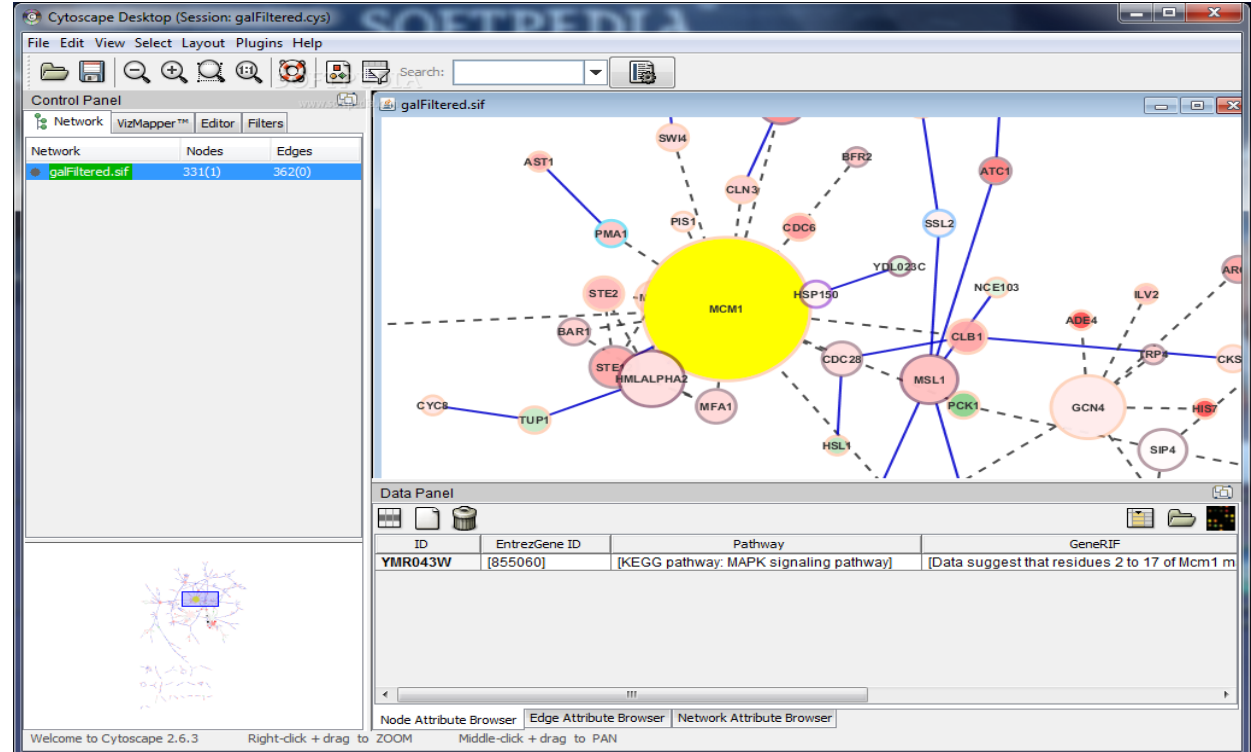 SOFTPEDIA
Cytoscape Desktop (Session: galFiltered.cys)
File Edit View Select Layout Plugins Help
Search:
SOFTPEDIA
Control Panel
Network VizMapper™ Editor Filters
Network Nodes Edges
galFiltered.sif 331(1) 362(0)
galFiltered.sif
SWI4
AST1
BFR2
ATC1
CLN3
PIS1
PMA1
CDC6
SSL2
YDL023C
STE2
HSP150
NCE103
ILV2
MCM1
BAR1
ADE4
CLB1
TRP4
CKS
CDC28
STE
HMLALPHA2
MSL1
CYC8
MFA1
PCK1
GCN4
HIS7
TUP1
HSL1
SIP4
Data Panel
ID EntrezGene ID Pathway GeneRIF
YMR043W [855060] [KEGG pathway: MAPK signaling pathway] [Data suggest that residues 2 to 17 of Mcm1 m
Node Attribute Browser Edge Attribute Browser Network Attribute Browser
Welcome to Cytoscape 2.6.3 Right-click + drag to ZOOM Middle-click + drag to PAN